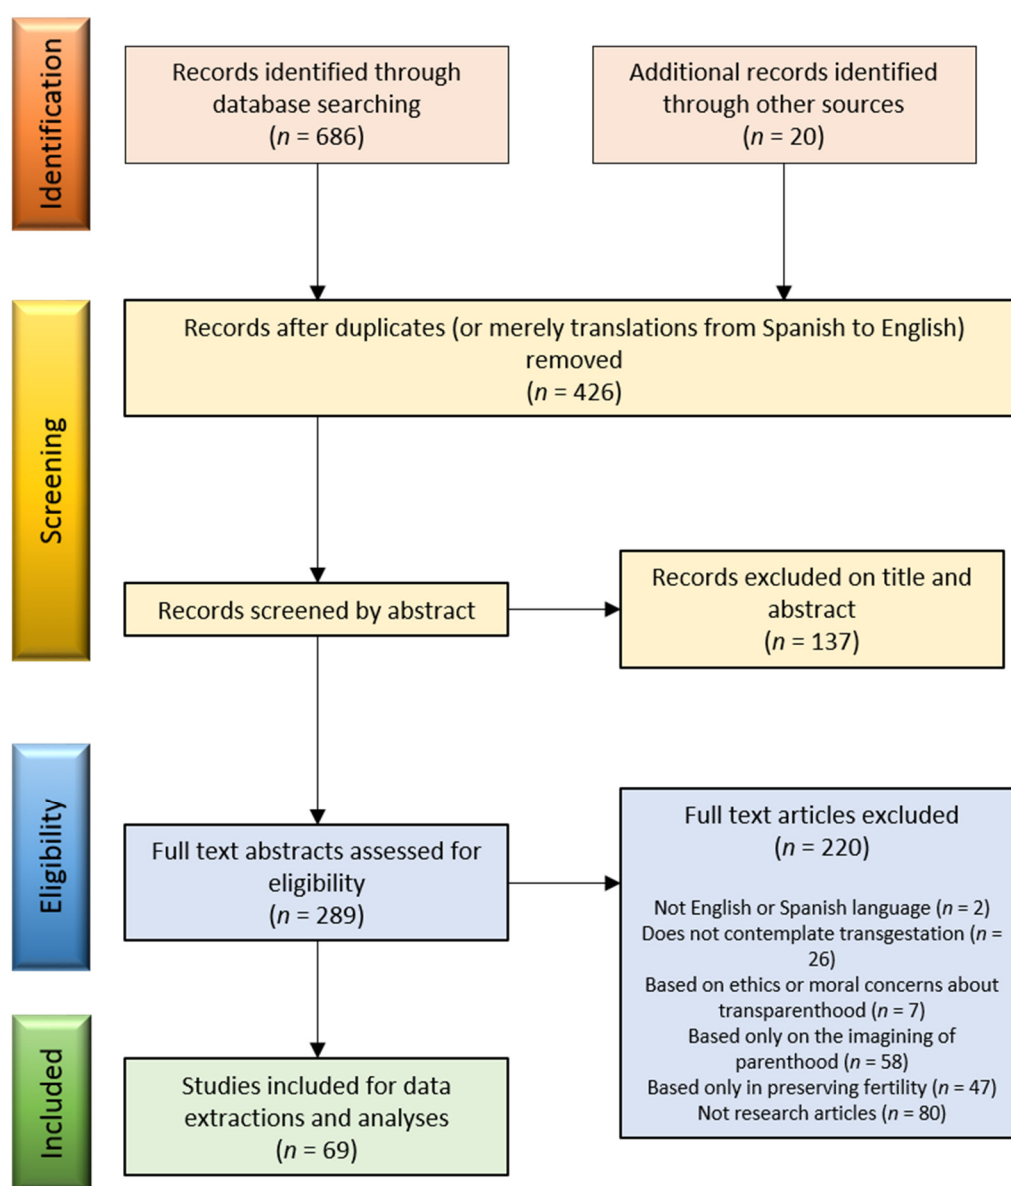 Identification
Records identified through
database searching
(n = 686)
Additional records identified
through other sources
(n = 20)
Screening
Records after duplicates (or merely translations from Spanish to English)
removed
(n = 426)
Records screened by abstract
Records excluded on title and
abstract
(n = 137)
Eligibility
Full text abstracts assessed for
eligibility
(n = 289)
Full text articles excluded
(n = 220)
Not English or Spanish language (n = 2)
Does not contemplate transgestation (n =
26)
Based on ethics or moral concerns about
transparenthood (n = 7)
Based only on the imagining of
parenthood (n = 58)
Based only in preserving fertility (n = 47)
Not research articles (n = 80)
Included
Studies included for data
extractions and analyses
(n = 69)